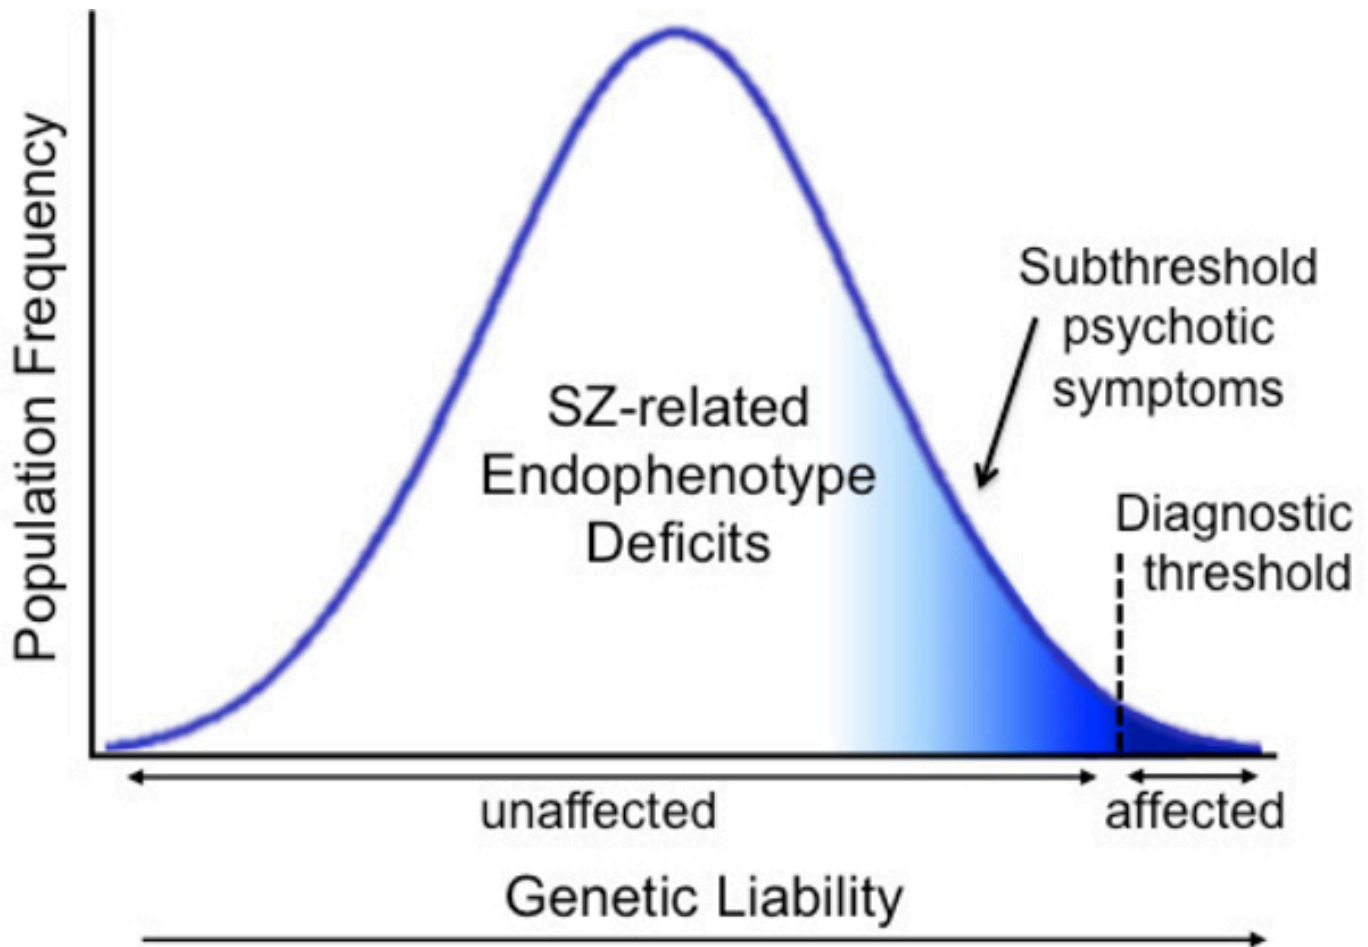 Population Frequency
Subthreshold
psychotic
symptoms
SZ-related
Endophenotype
Deficits
Diagnostic
threshold
unaffected
affected
Genetic Liability